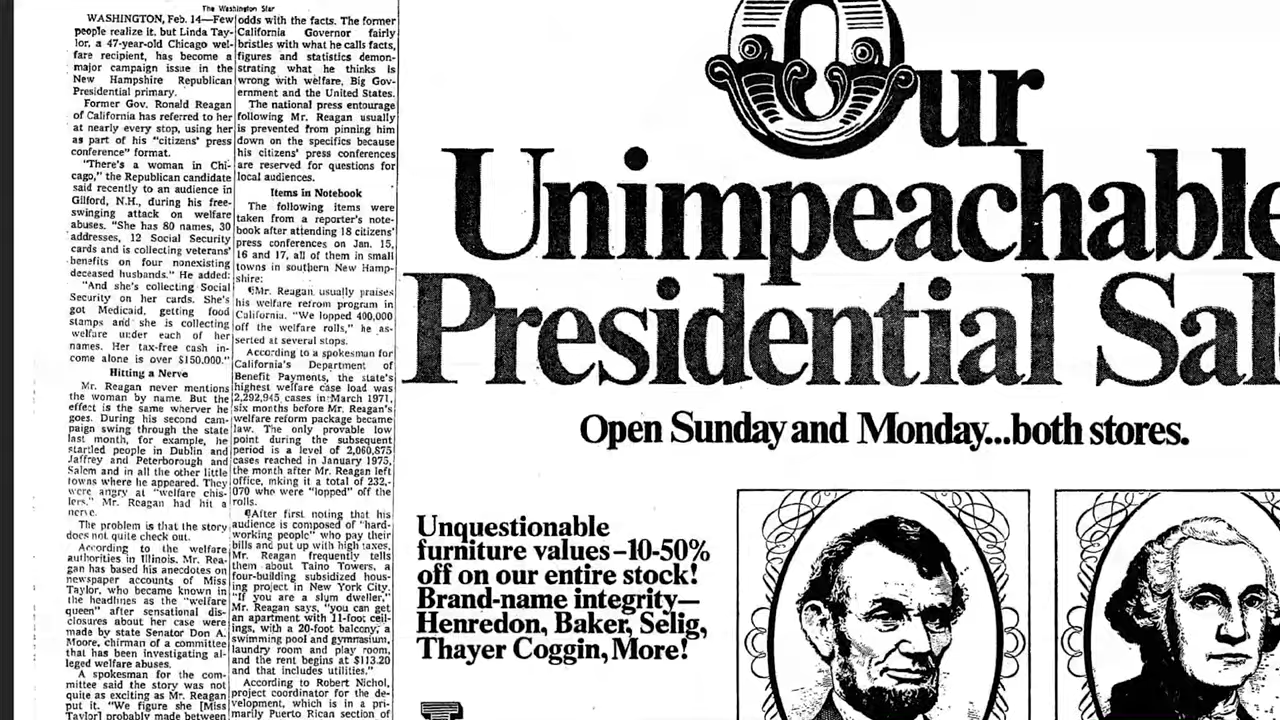 The Washington Star
WASHINGTON, Feb. 14—Few
people realize it, but Linda Tay-
lor, a 47-year-old Chicago wel-
fare recipient, has become a
major campaign issue in the
New Hampshire Republican
Presidential primary.
Former Gov. Ronald Reagan
of California has referred to her
at nearly every stop, using her
as part of his "citizens' press
conference" format.
"There's a woman in Chi-
cago," the Republican candidate
said recently to an audience in
Gilford, N.H., during his free-
swinging attack on welfare
abuses. "She has 80 names, 30
addresses, 12 Social Security
cards and is collecting veterans'
benefits on four nonexisting
deceased husbands." He added:
"And she's collecting Social
Security on her cards. She's
got Medicaid, getting food
stamps and she is collecting
welfare under each of her
names. Her tax-free cash in-
come alone is over $150,000."
Hitting a Nerve
Mr. Reagan never mentions
the woman by name. But the
effect is the same wherver he
goes. During his second cam-
paign swing through the state
last month, for example, he
startled people in Dublin and
Jaffrey and Peterborough and
Salem and in all the other little
towns where he appeared. They
were angry at "welfare chis-
lers." Mr. Reagan had hit a
nerve.
The problem is that the story
does not quite check out.
According to the welfare
authorities in Illinois, Mr. Rea-
gan has based his anecdotes on
newspaper accounts of Miss
Taylor, who became known in
the headlines as the "welfare
queen" after sensational dis-
closures about her case were
made by state Senator Don A.
Moore, chirman of a committee
that has been investigating al-
leged welfare abuses.
A spokesman for the com-
mittee said the story was not
quite as exciting as Mr. Reagan
put it. "We figure she [Miss
Taylor] probably made between
odds with the facts. The former
California Governor fairly
bristles with what he calls facts,
figures and statistics demon-
strating what he thinks is
wrong with welfare, Big Gov-
ernment and the United States.
The national press entourage
following Mr. Reagan usually
is prevented from pinning him
down on the specifics because
his citizens' press conferences
are reserved for questions for
local audiences.
Items in Notebook
The following items were
taken from a reporter's note-
book after attending 18 citizens'
press conferences on Jan. 15,
16 and 17, all of them in small
towns in southern New Hamp-
shire:
¶Mr. Reagan usually praises
his welfare refrom program in
California. "We lopped 400,000
off the welfare rolls," he as-
serted at several stops.
According to a spokesman for
California's Department of
Benefit Payments, the state's
highest welfare case load was
2,292,945 cases in March 1971,
six months before Mr. Reagan's
welfare reform package became
law. The only provable low
point during the subsequent
period is a level of 2,060,875
cases reached in January 1975,
the month after Mr. Reagan left
office, mking it a total of 232,-
070 who were "lopped" off the
rolls.
¶After first noting that his
audience is composed of "hard-
working people" who pay their
bills and put up with high taxes,
Mr. Reagan frequently tells
them about Taino Towers, a
four-building subsidized hous-
ing project in New York City.
"If you are a slum dweller,"
Mr. Reagan says, "you can get
an apartment with 11-foot ceil-
ings, with a 20-foot balcony, a
swimming pool and gymnasium,
laundry room and play room,
and the rent begins at $113.20
and that includes utilities."
According to Robert Nichol,
project coordinator for the de-
velopment, which is in a pri-
marily Puerto Rican section of
Our
Unimpeachable
Presidential Sal
Open Sunday and Monday...both stores.
Unquestionable
furniture values–10-50%
off on our entire stock!
Brand-name integrity—
Henredon, Baker, Selig,
Thayer Coggin, More!